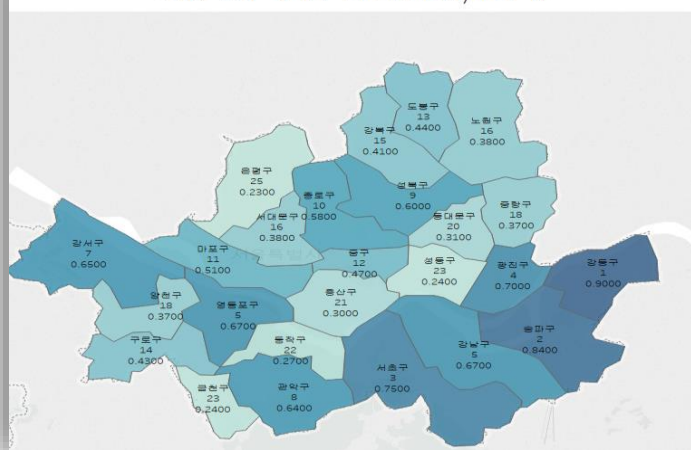 도봉구
13
0.4400
노원구
16
0.3800
강북구
15
0.4100
은평구
25
0.2300
종로구
10
0.5800
성북구
9
0.6000
중랑구
18
0.3700
서대문구
16
0.3800
동대문구
20
0.3100
강서구
7
0.6500
마포구
11
0.5100
중구
12
0.4700
성동구
23
0.2400
광진구
4
0.7000
강동구
1
0.9000
양천구
18
0.3700
영등포구
5
0.6700
용산구
21
0.3000
송파구
2
0.8400
구로구
14
0.4300
동작구
22
0.2700
강남구
5
0.6700
서초구
3
0.7500
금천구
23
0.2400
관악구
8
0.6400